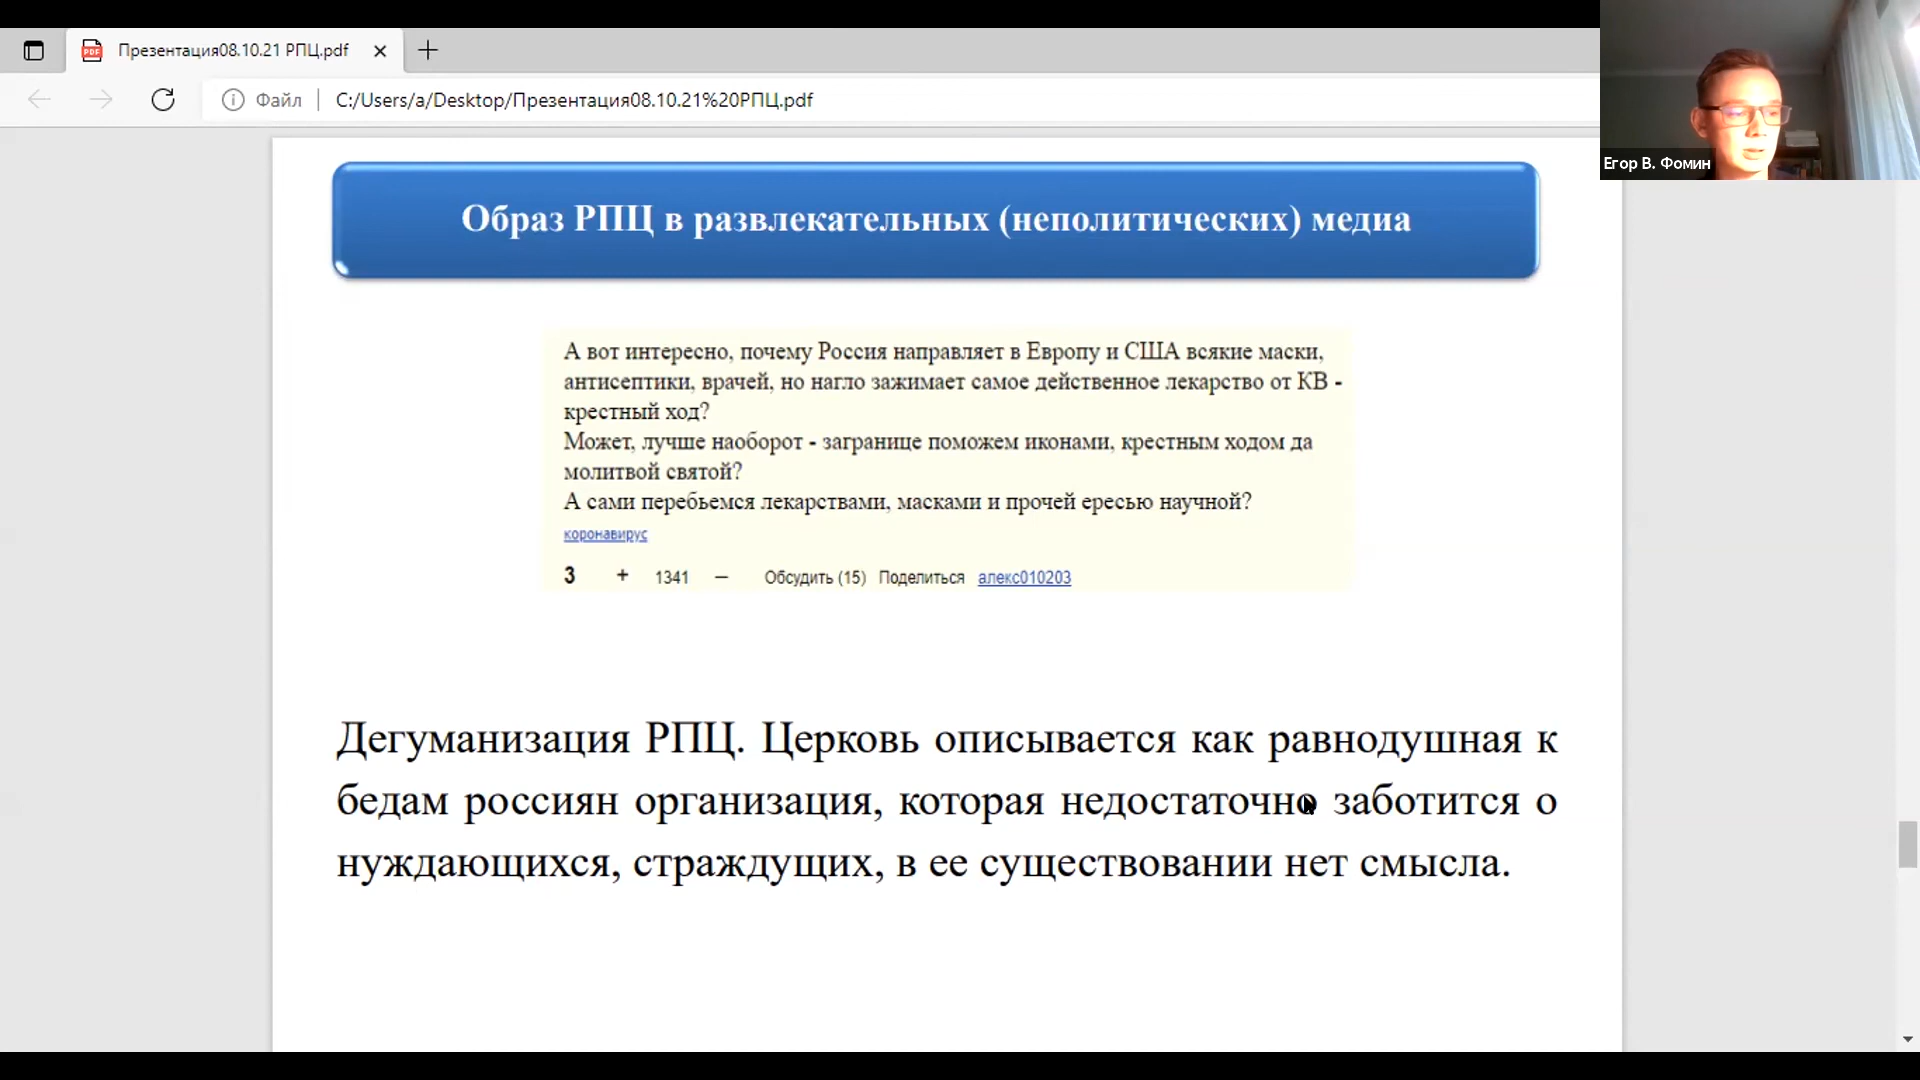 Презентация08.10.21 РПЦ.pdf
Файл
C:/Users/a/Desktop/Презентация08.10.21%20РПЦ.pdf
Егор В. Фомин
Образ РПЦ в развлекательных (неполитических) медиа
А вот интересно, почему Россия направляет в Европу и США всякие маски,
антисептики, врачей, но нагло зажимает самое действенное лекарство от КВ -
крестный ход?
Может, лучше наоборот - загранице поможем иконами, крестным ходом да
молитвой святой?
А сами перебьемся лекарствами, масками и прочей ересью научной?
коронавирус
3 + 1341 – Обсудить (15) Поделиться алекс010203
Дегуманизация РПЦ. Церковь описывается как равнодушная к
бедам россиян организация, которая недостаточно заботится о
нуждающихся, страждущих, в ее существовании нет смысла.